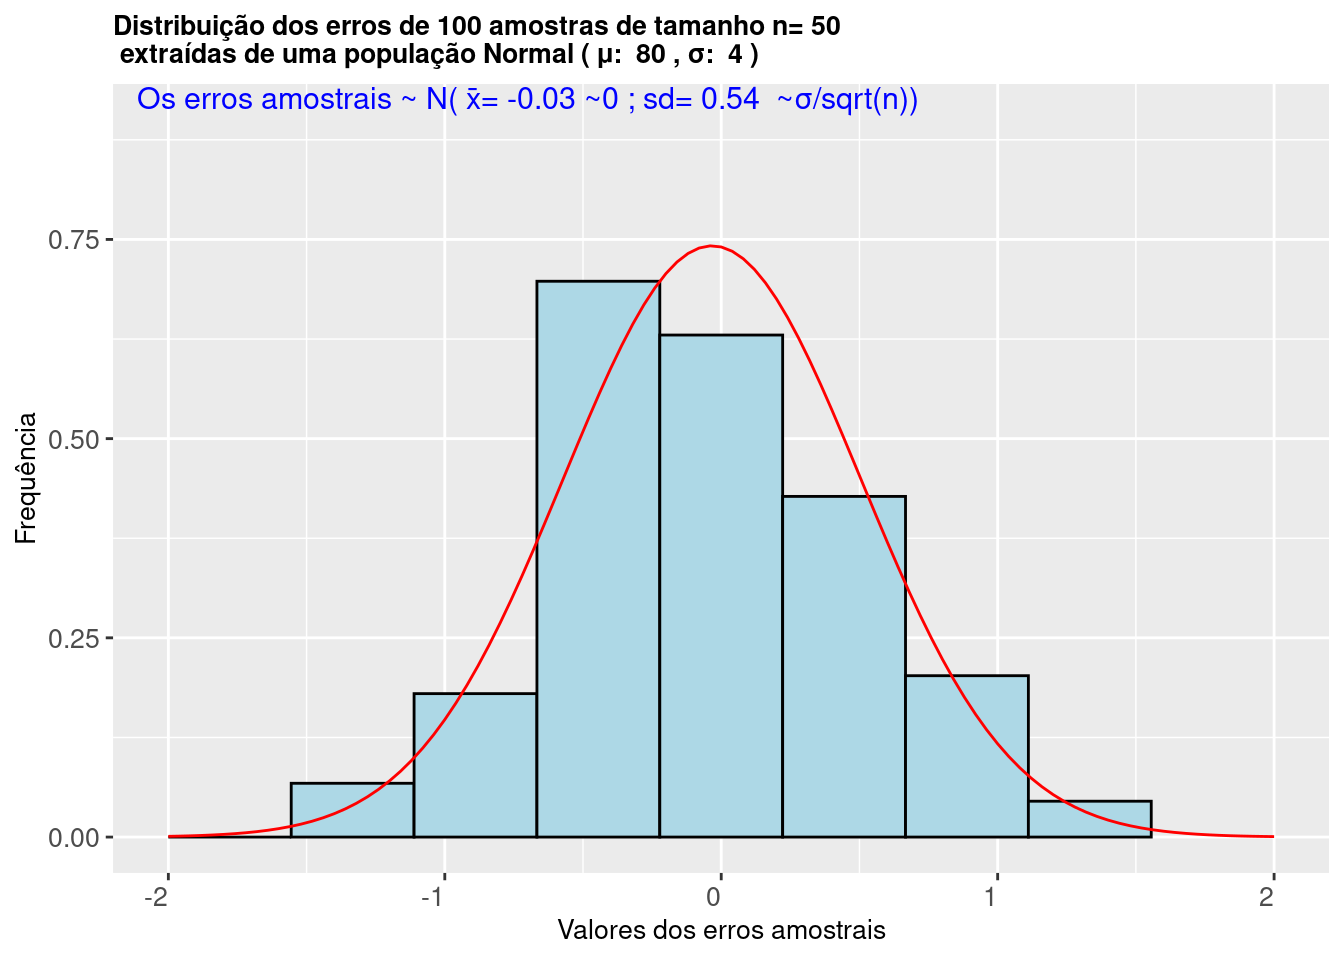 Distribuição dos erros de 100 amostras de tamanho n= 50
extraídas de uma população Normal ( μ:  80 , σ:  4 )
Os erros amostrais ~ N( x̄= -0.03 ~0 ; sd= 0.54  ~σ/sqrt(n))
Frequência
0.75
0.50
0.25
0.00
-2
-1
0
1
2
Valores dos erros amostrais